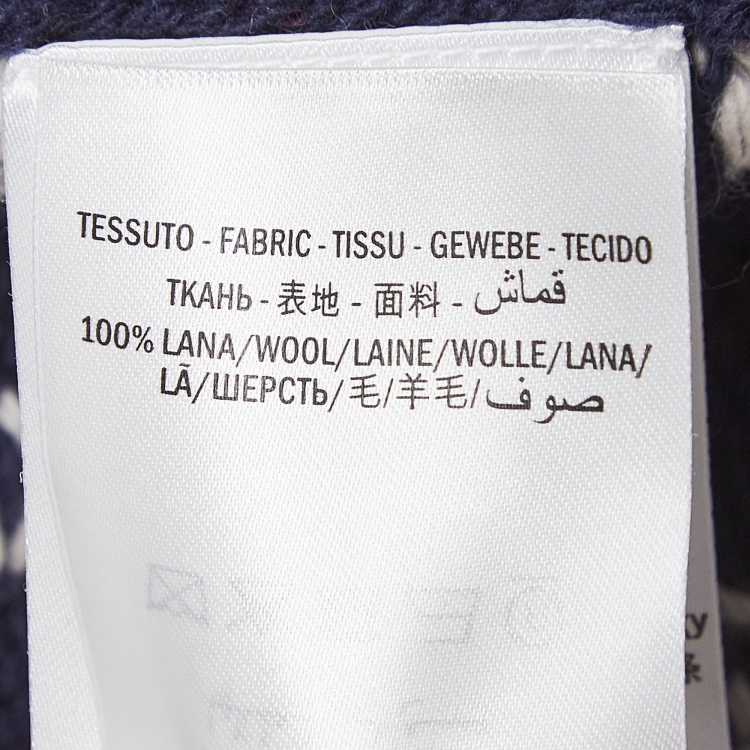 TESSUTO - FABRIC - TISSU - GEWEBE - TECIDO
ТКАНЬ - 表地 - 面料 - قماش
100% LANA/WOOL/LAINE/WOLLE/LANA/
LÃ/ШЕРСТЬ/毛/羊毛/صوف